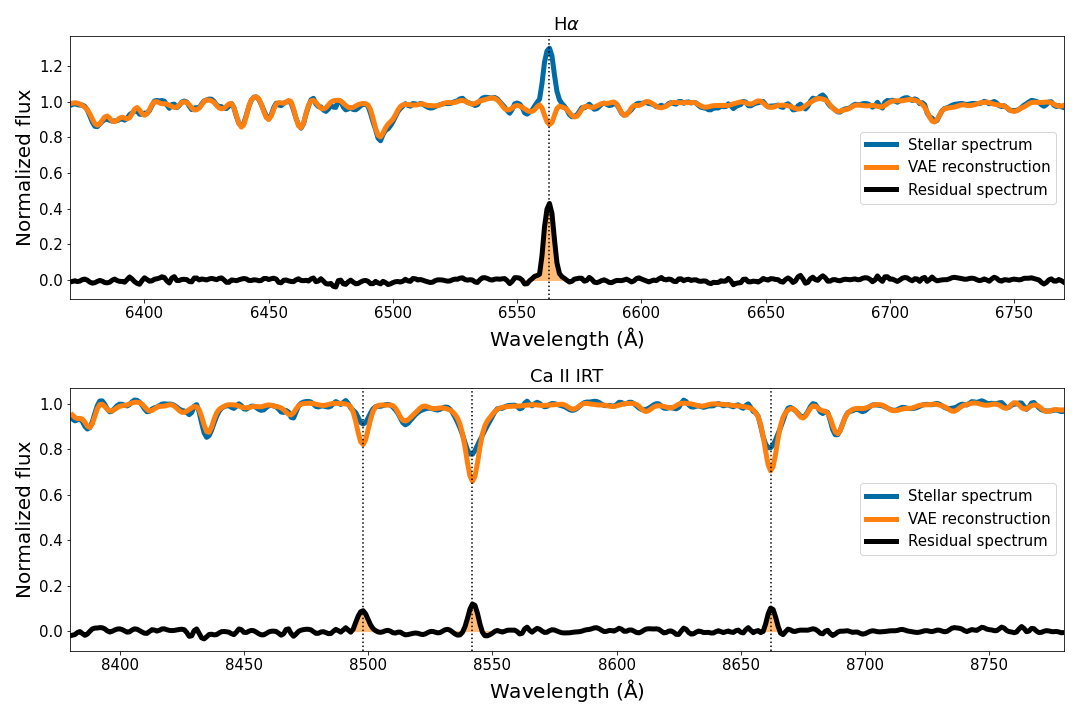 Hα
Normalized flux
1.2
1.0
0.8
0.6
0.4
0.2
0.0
Stellar spectrum
VAE reconstruction
Residual spectrum
6400 6450 6500 6550 6600 6650 6700 6750
Wavelength (Å)
Ca II IRT
Normalized flux
1.0
0.8
0.6
0.4
0.2
0.0
Stellar spectrum
VAE reconstruction
Residual spectrum
8400 8450 8500 8550 8600 8650 8700 8750
Wavelength (Å)